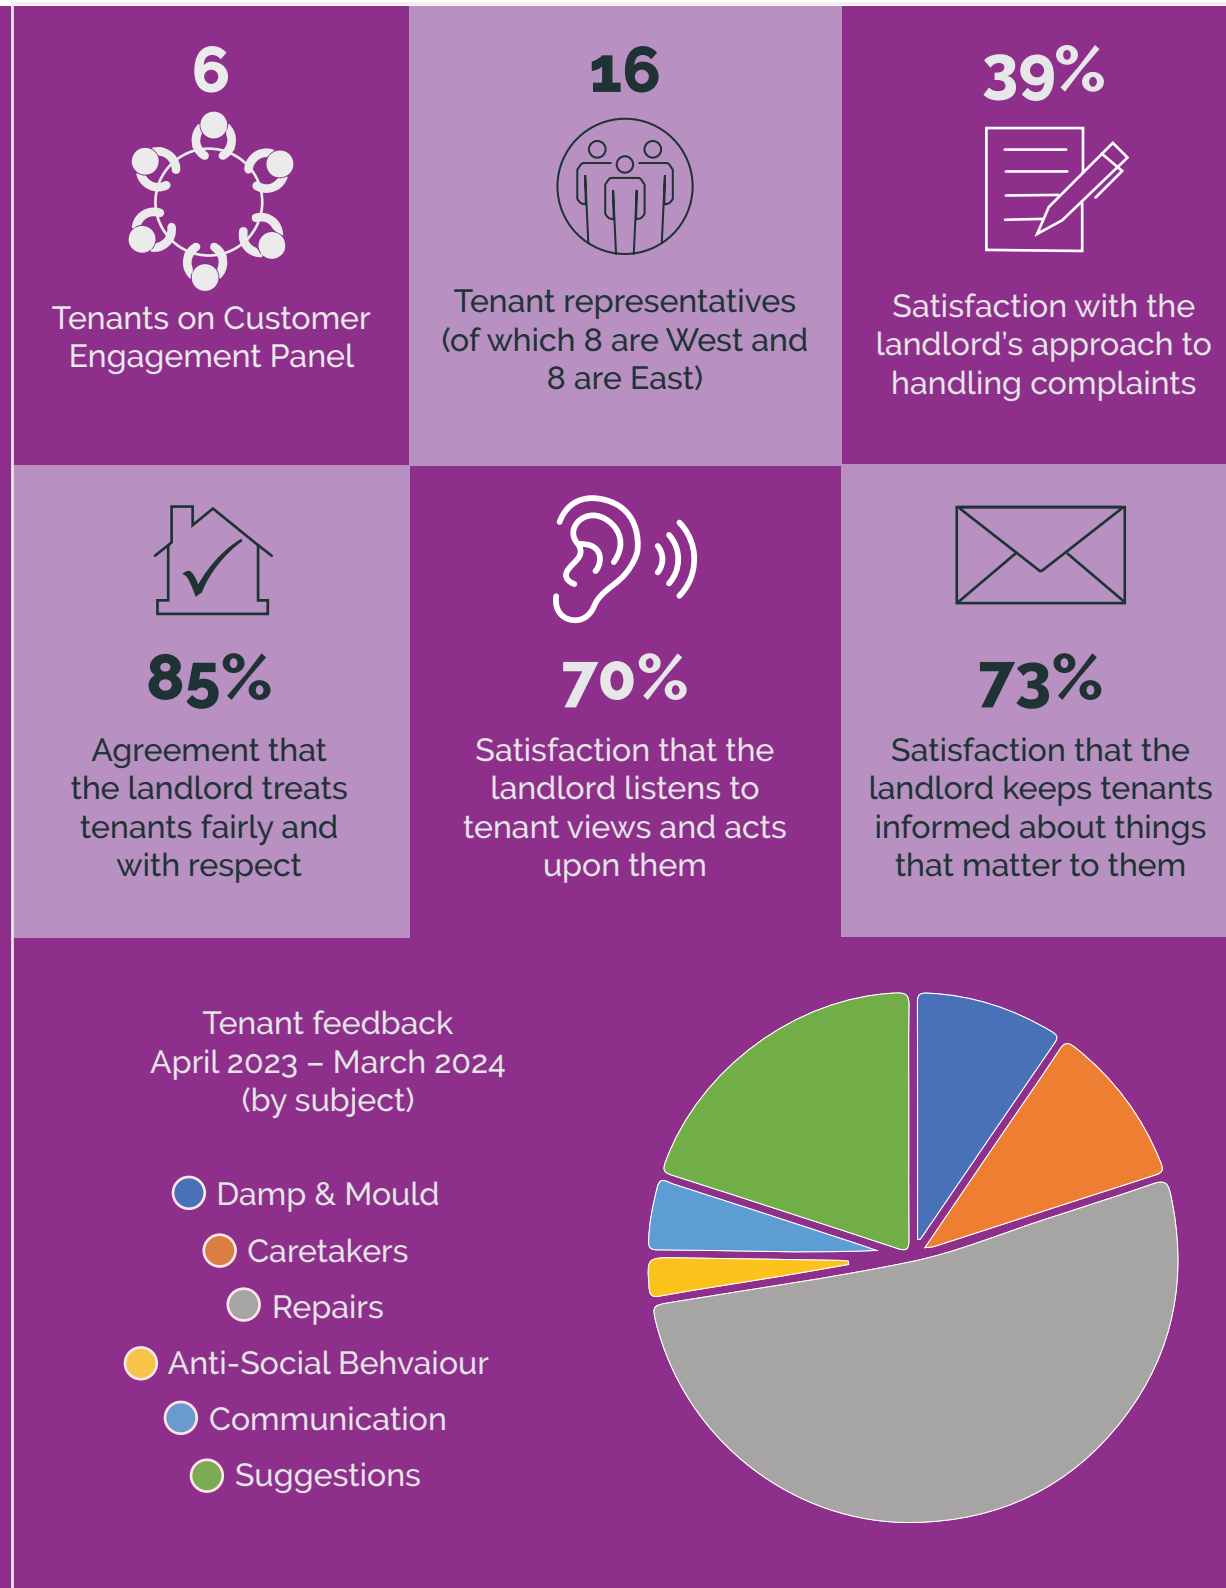 6
Tenants on Customer
Engagement Panel
16
Tenant representatives
(of which 8 are West and
8 are East)
39%
Satisfaction with the
landlord’s approach to
handling complaints
85%
Agreement that
the landlord treats
tenants fairly and
with respect
70%
Satisfaction that the
landlord listens to
tenant views and acts
upon them
73%
Satisfaction that the
landlord keeps tenants
informed about things
that matter to them
Tenant feedback
April 2023 – March 2024
(by subject)
Damp & Mould
Caretakers
Repairs
Anti-Social Behvaiour
Communication
Suggestions